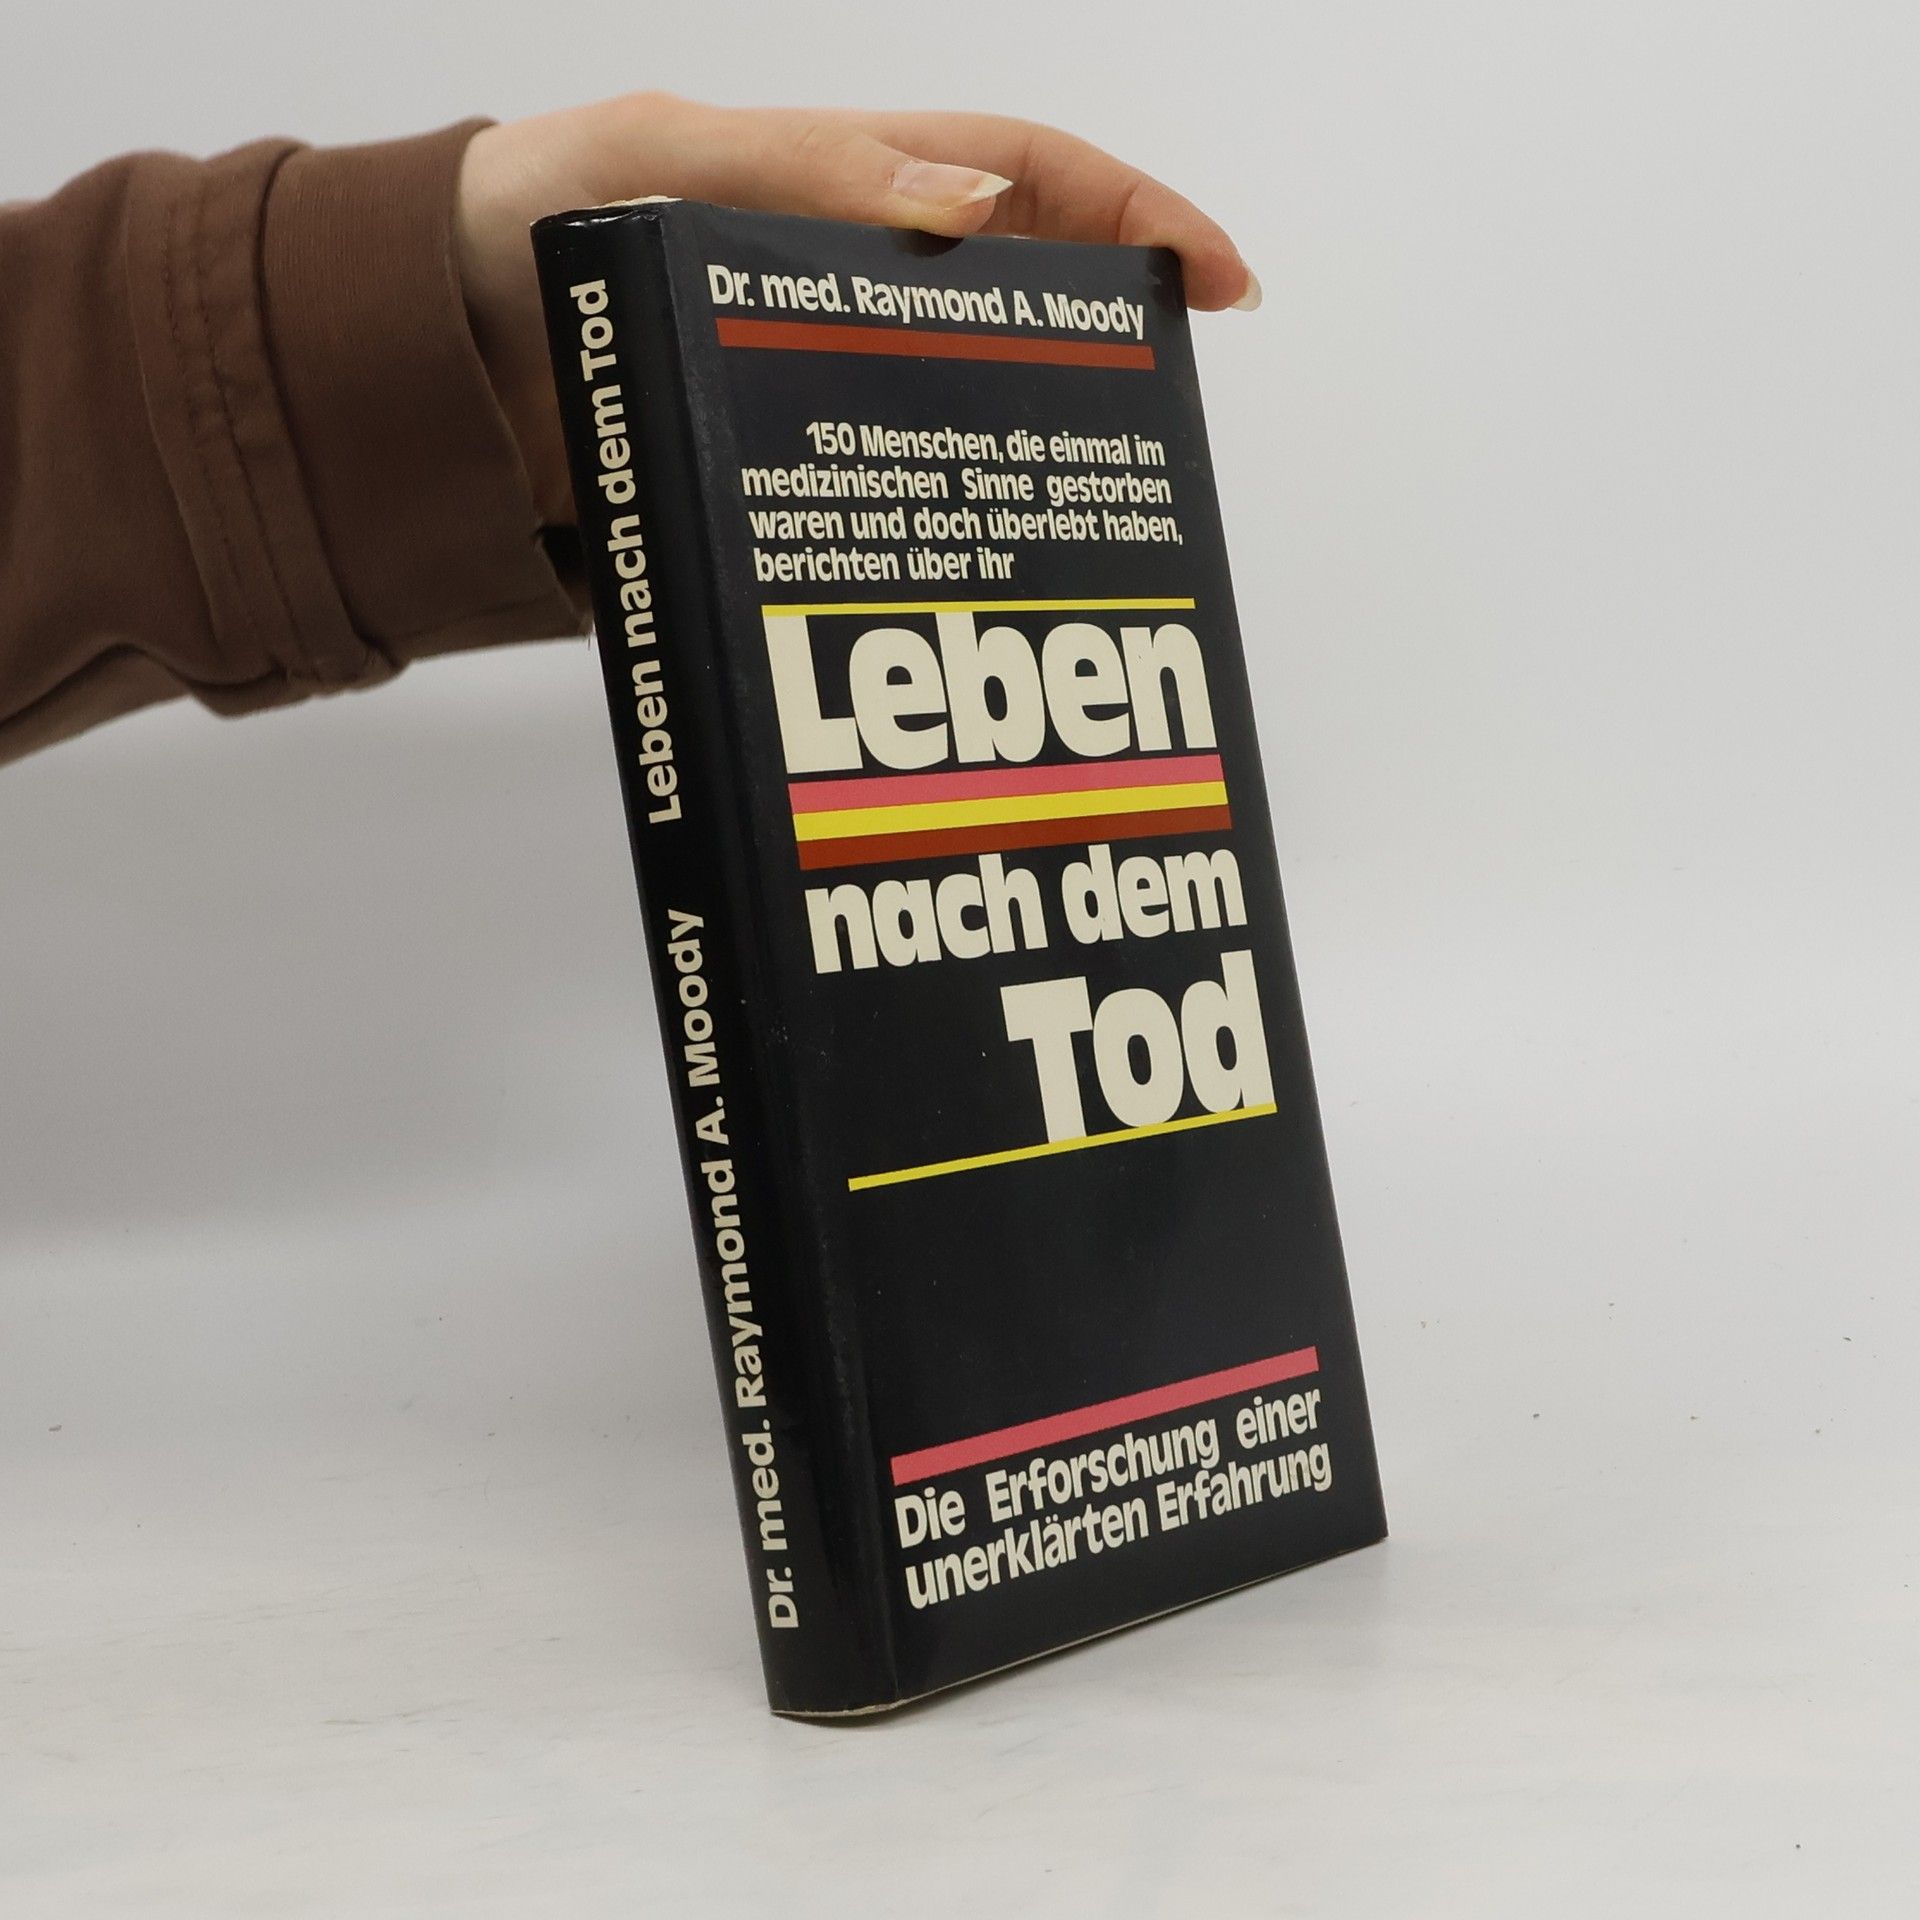 Dr. med. Raymond A. Moody
150 Menschen, die einmal im
medizinischen Sinne gestorben
waren und doch überlebt haben,
berichten über ihr
Leben
nach dem
Tod
Die Erforschung einer
unerklärten Erfahrung
Dr. med. Raymond A. Moody Leben nach dem Tod